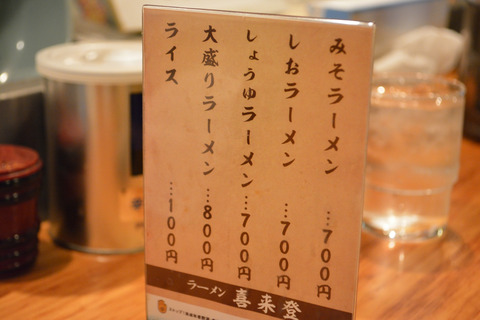 みそラーメン …700円
しおラーメン …700円
しょうゆラーメン…700円
大盛りラーメン …800円
ライス …100円
ラーメン 喜来登